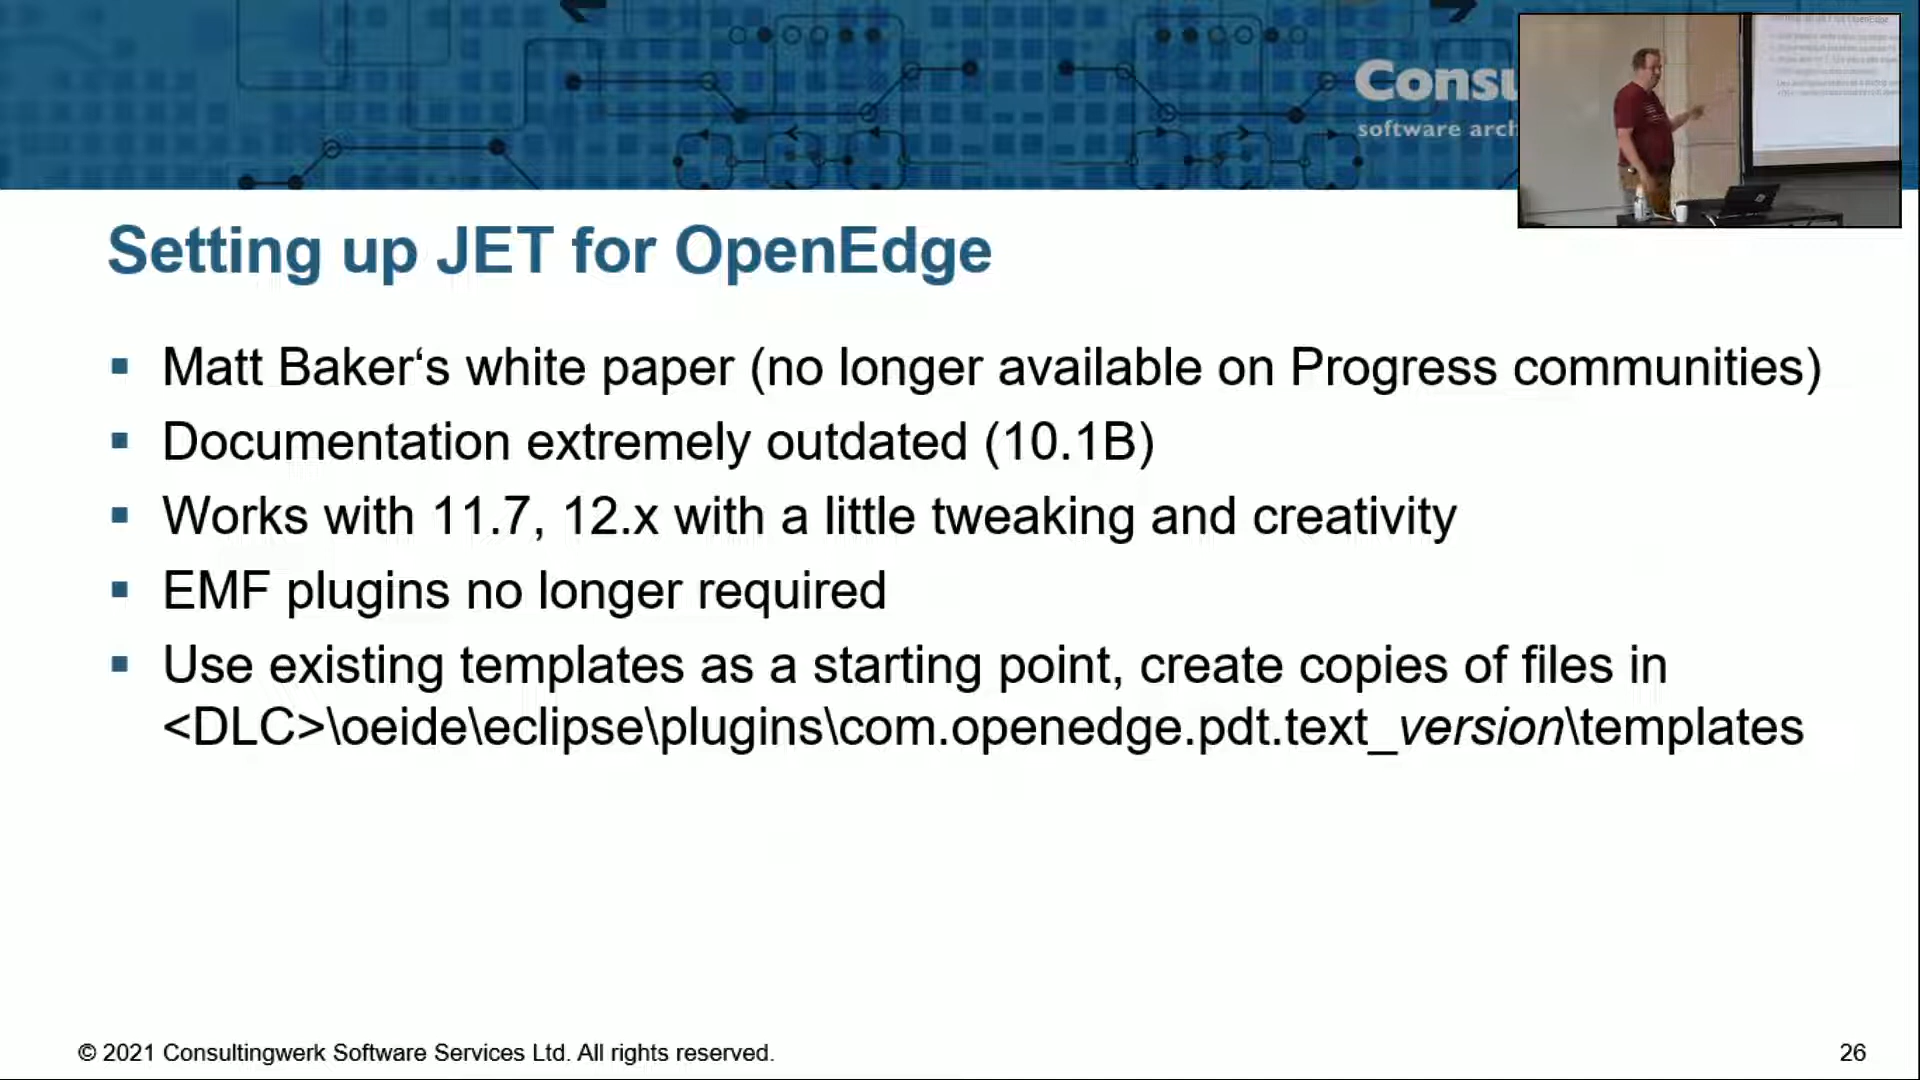 Consu
software arch
Setting up JET for OpenEdge
▪ Matt Baker‘s white paper (no longer available on Progress communities)
▪ Documentation extremely outdated (10.1B)
▪ Works with 11.7, 12.x with a little tweaking and creativity
▪ EMF plugins no longer required
▪ Use existing templates as a starting point, create copies of files in
<DLC>\oeide\eclipse\plugins\com.openedge.pdt.text_version\templates
© 2021 Consultingwerk Software Services Ltd. All rights reserved.
26